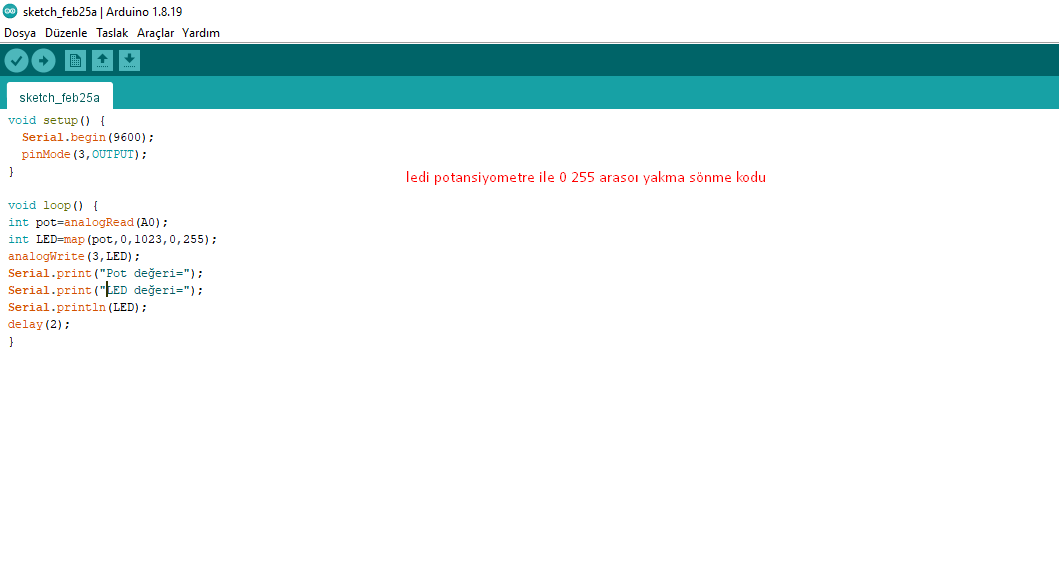 sketch_feb25a | Arduino 1.8.19
Dosya Düzenle Taslak Araçlar Yardım
sketch_feb25a
void setup() {
  Serial.begin(9600);
  pinMode(3,OUTPUT);
}
ledi potansiyometre ile 0 255 arasoı yakma sönme kodu
void loop() {
int pot=analogRead(A0);
int LED=map(pot,0,1023,0,255);
analogWrite(3,LED);
Serial.print("Pot değeri=");
Serial.print("LED değeri=");
Serial.println(LED);
delay(2);
}